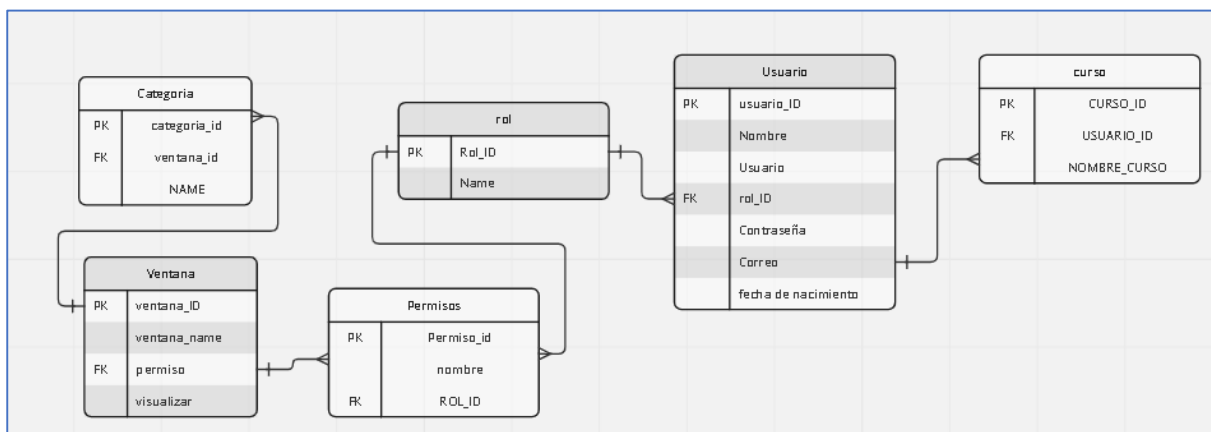 Categoria
PK categoria_id
FK ventana_id
NAME
Ventana
PK ventana_ID
ventana_name
FK permiso
visualizar
rol
PK Rol_ID
Name
Permisos
PK Permiso_id
nombre
FK ROL_ID
Usuario
PK usuario_ID
Nombre
Usuario
FK rol_ID
Contraseña
Correo
fecha de nacimiento
curso
PK CURSO_ID
FK USUARIO_ID
NOMBRE_CURSO